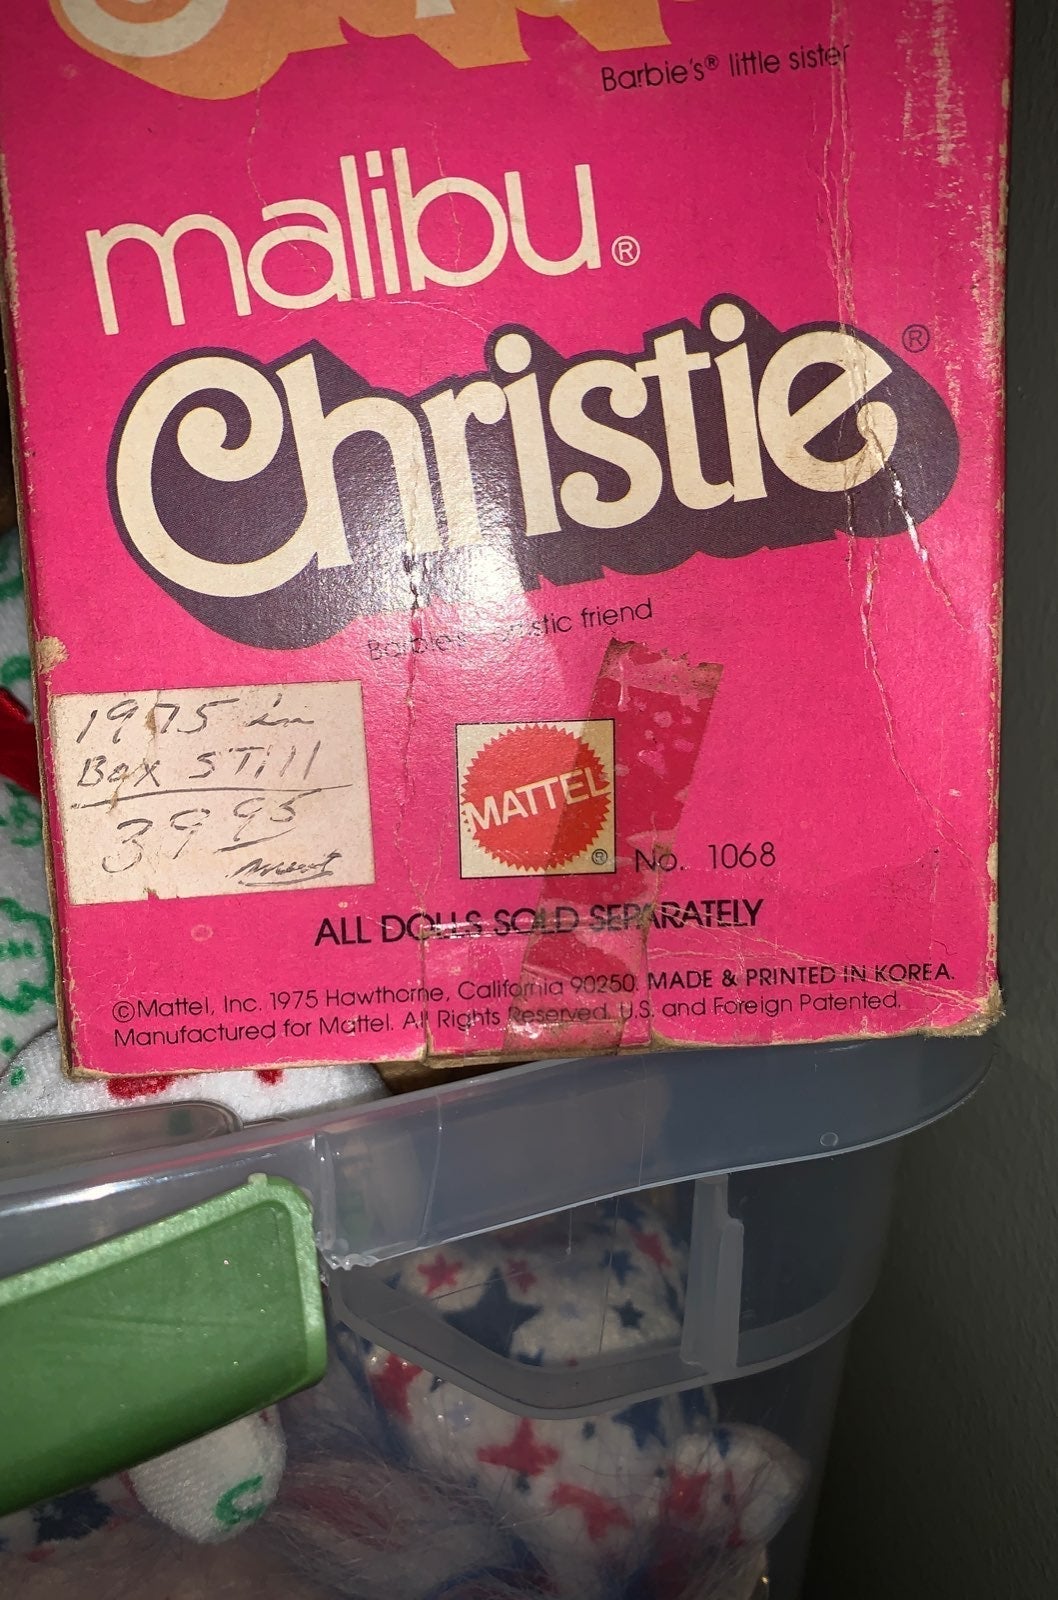 Barbie's® little sister
malibu®
Christie®
Barbie's artistic friend
1975 in
Box STill
39 95
MATTEL®
No. 1068
ALL DOLLS SOLD SEPARATELY
©Mattel, Inc. 1975 Hawthorne, California 90250. MADE & PRINTED IN KOREA.
Manufactured for Mattel. All Rights Reserved. U.S. and Foreign Patented.